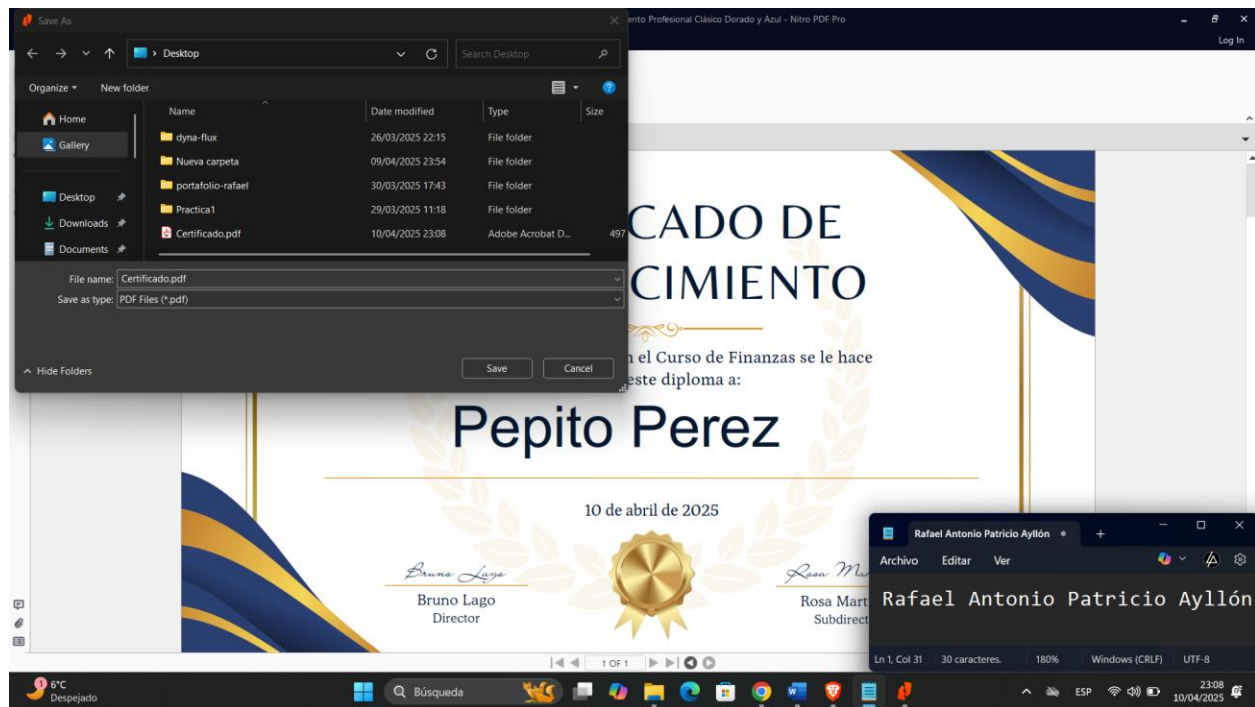 Save As
ento Profesional Clásico Dorado y Azul - Nitro PDF Pro
Log In
Desktop
Search Desktop
Organize
New folder
Home
Gallery
Desktop
Downloads
Documents
Name Date modified Type Size
dyna-flux 26/03/2025 22:15 File folder
Nueva carpeta 09/04/2025 23:54 File folder
portafolio-rafael 30/03/2025 17:43 File folder
Practica1 29/03/2025 11:18 File folder
Certificado.pdf 10/04/2025 23:08 Adobe Acrobat D... 497
File name: Certificado.pdf
Save as type: PDF Files (*.pdf)
Hide Folders
Save
Cancel
CADO DE
CIMIENTO
n el Curso de Finanzas se le hace
este diploma a:
Pepito Perez
10 de abril de 2025
Bruno Lago
Bruno Lago
Director
Rosa Ma
Rosa Mart
Subdirect
1 OF 1
Rafael Antonio Patricio Ayllón
Archivo Editar Ver
Rafael Antonio Patricio Ayllón
Ln 1, Col 31 30 caracteres. 180% Windows (CRLF) UTF-8
1
6°C
Despejado
Búsqueda
ESP
23:08
10/04/2025